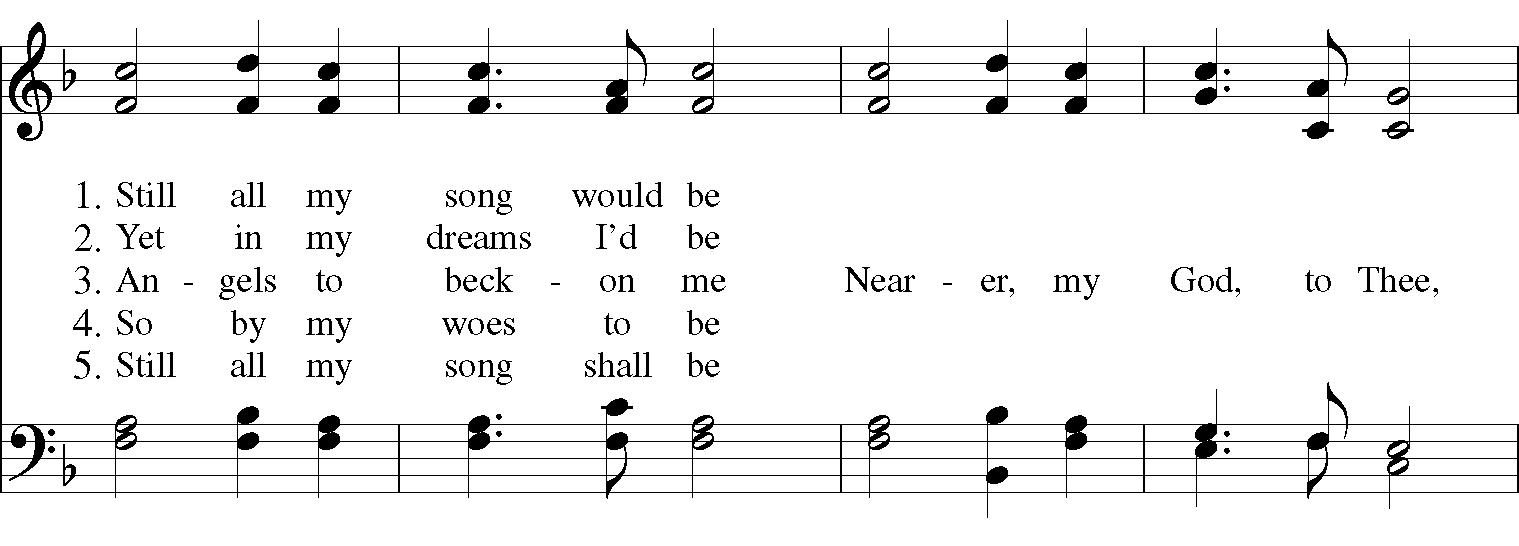 1. Still all my song would be
2. Yet in my dreams I'd be
3. An - gels to beck - on me Near - er, my God, to Thee,
4. So by my woes to be
5. Still all my song shall be